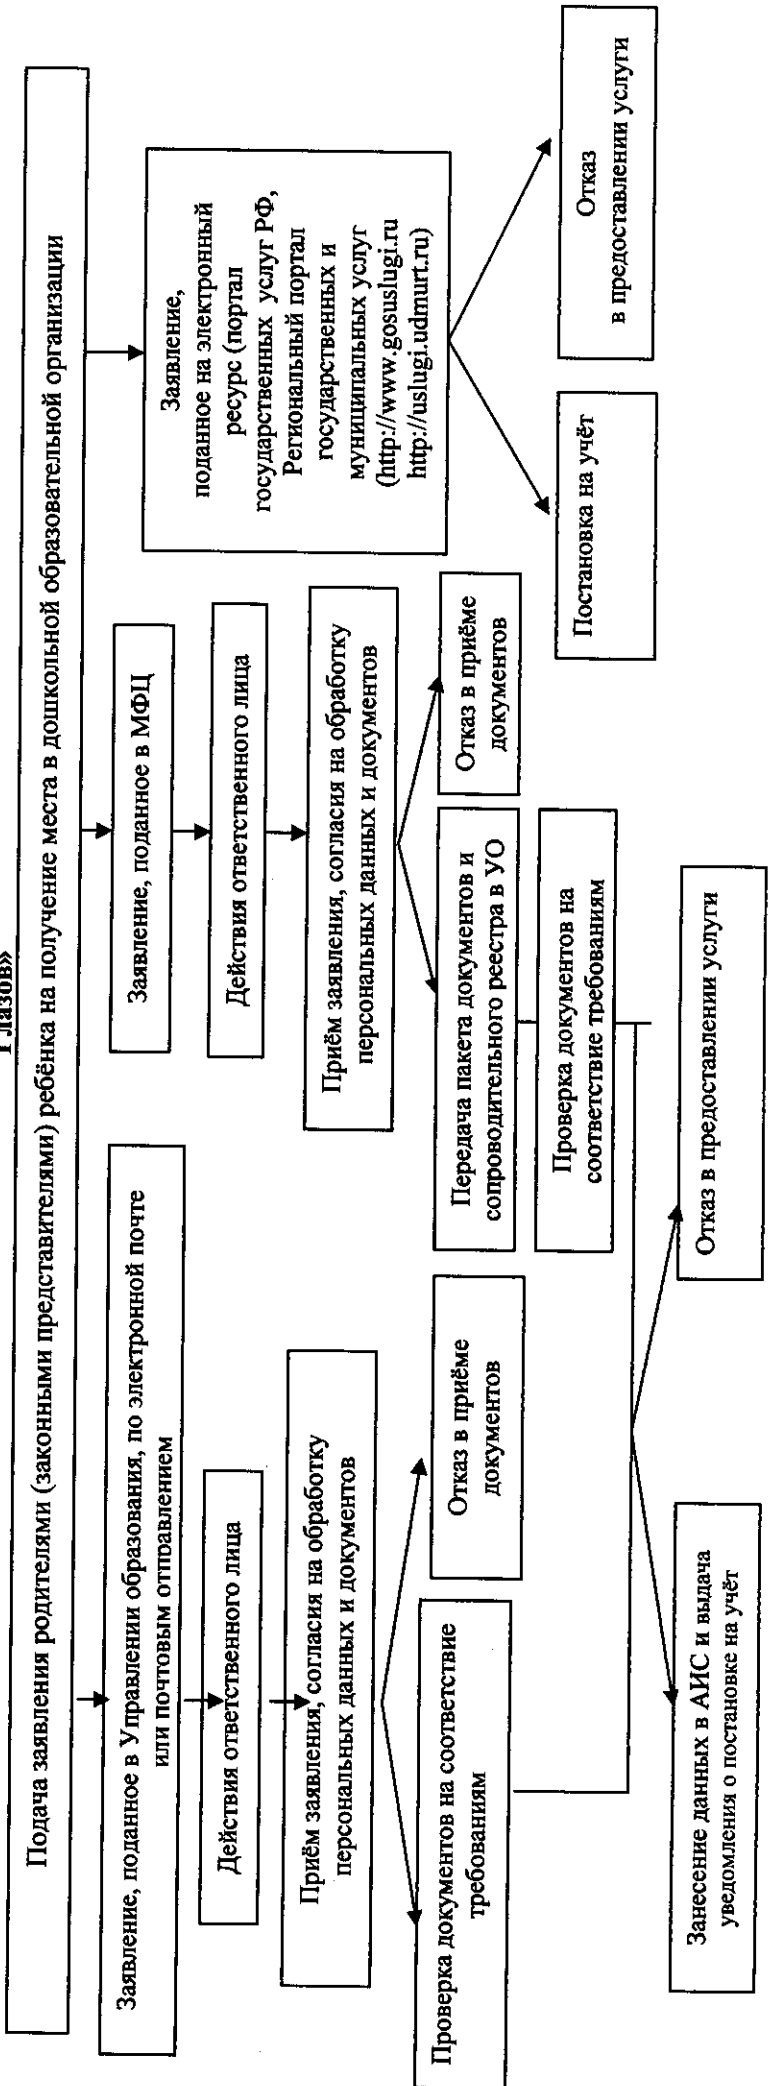 Глазов»
Подача заявления родителями (законными представителями) ребёнка на получение места в дошкольной образовательной организации
Заявление, поданное в Управлении образования, по электронной почте
или почтовым отправлением
Действия ответственного лица
Приём заявления, согласия на обработку
персональных данных и документов
Проверка документов на соответствие
требованиям
Отказ в приёме
документов
Заявление, поданное в МФЦ
Действия ответственного лица
Приём заявления, согласия на обработку
персональных данных и документов
Передача пакета документов и
сопроводительного реестра в УО
Отказ в приёме
документов
Проверка документов на
соответствие требованиям
Занесение данных в АИС и выдача
уведомления о постановке на учёт
Отказ в предоставлении услуги
Заявление,
поданное на электронный
ресурс (портал
государственных услуг РФ,
Региональный портал
государственных и
муниципальных услуг
(http://www.gosuslugi.ru
http://uslugi.udmurt.ru)
Постановка на учёт
Отказ
в предоставлении услуги